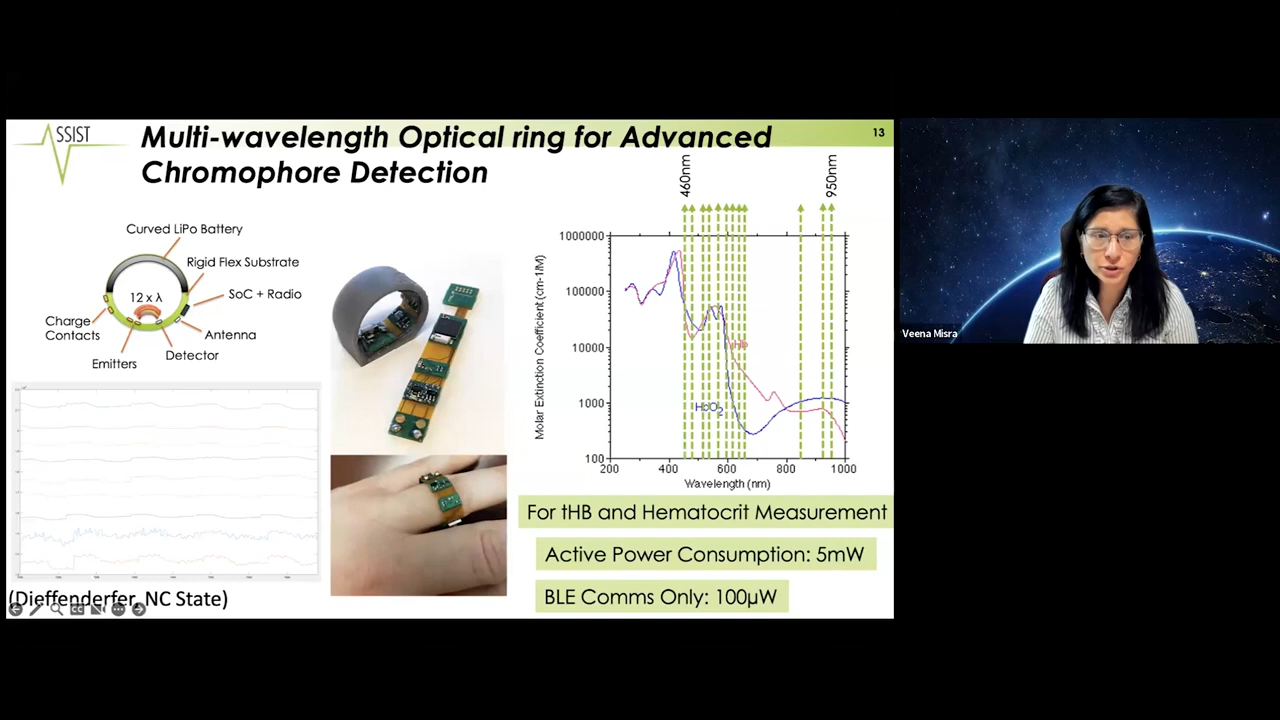 SSIST
Multi-wavelength Optical ring for Advanced
Chromophore Detection
13
Curved LiPo Battery
Rigid Flex Substrate
12 x λ
SoC + Radio
Charge
Contacts
Antenna
Detector
Emitters
(Dieffenderfer, NC State)
460nm
950nm
Molar Extinction Coefficient (cm-1/M)
1000000
100000
10000
1000
100
Hb
HbO2
200
400
600
800
1000
Wavelength (nm)
For tHB and Hematocrit Measurement
Active Power Consumption: 5mW
BLE Comms Only: 100µW
Veena Misra